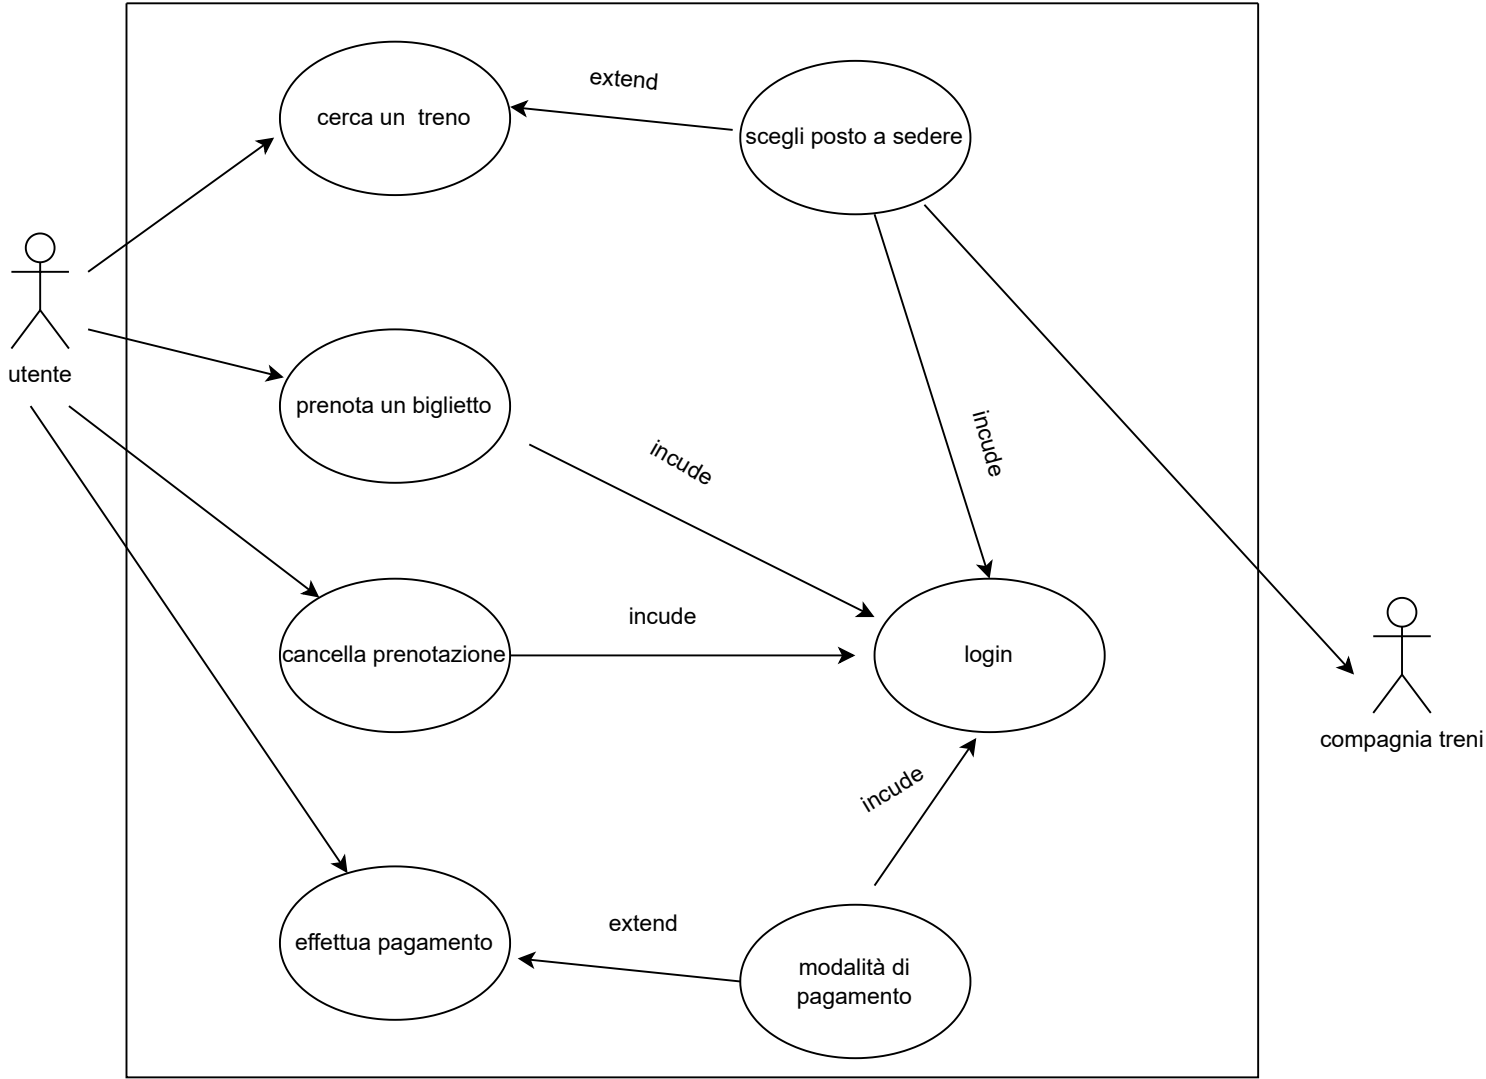 extend
cerca un treno
scegli posto a sedere
utente
prenota un biglietto
incude
incude
incude
cancella prenotazione
login
compagnia treni
incude
extend
effettua pagamento
modalità di
pagamento